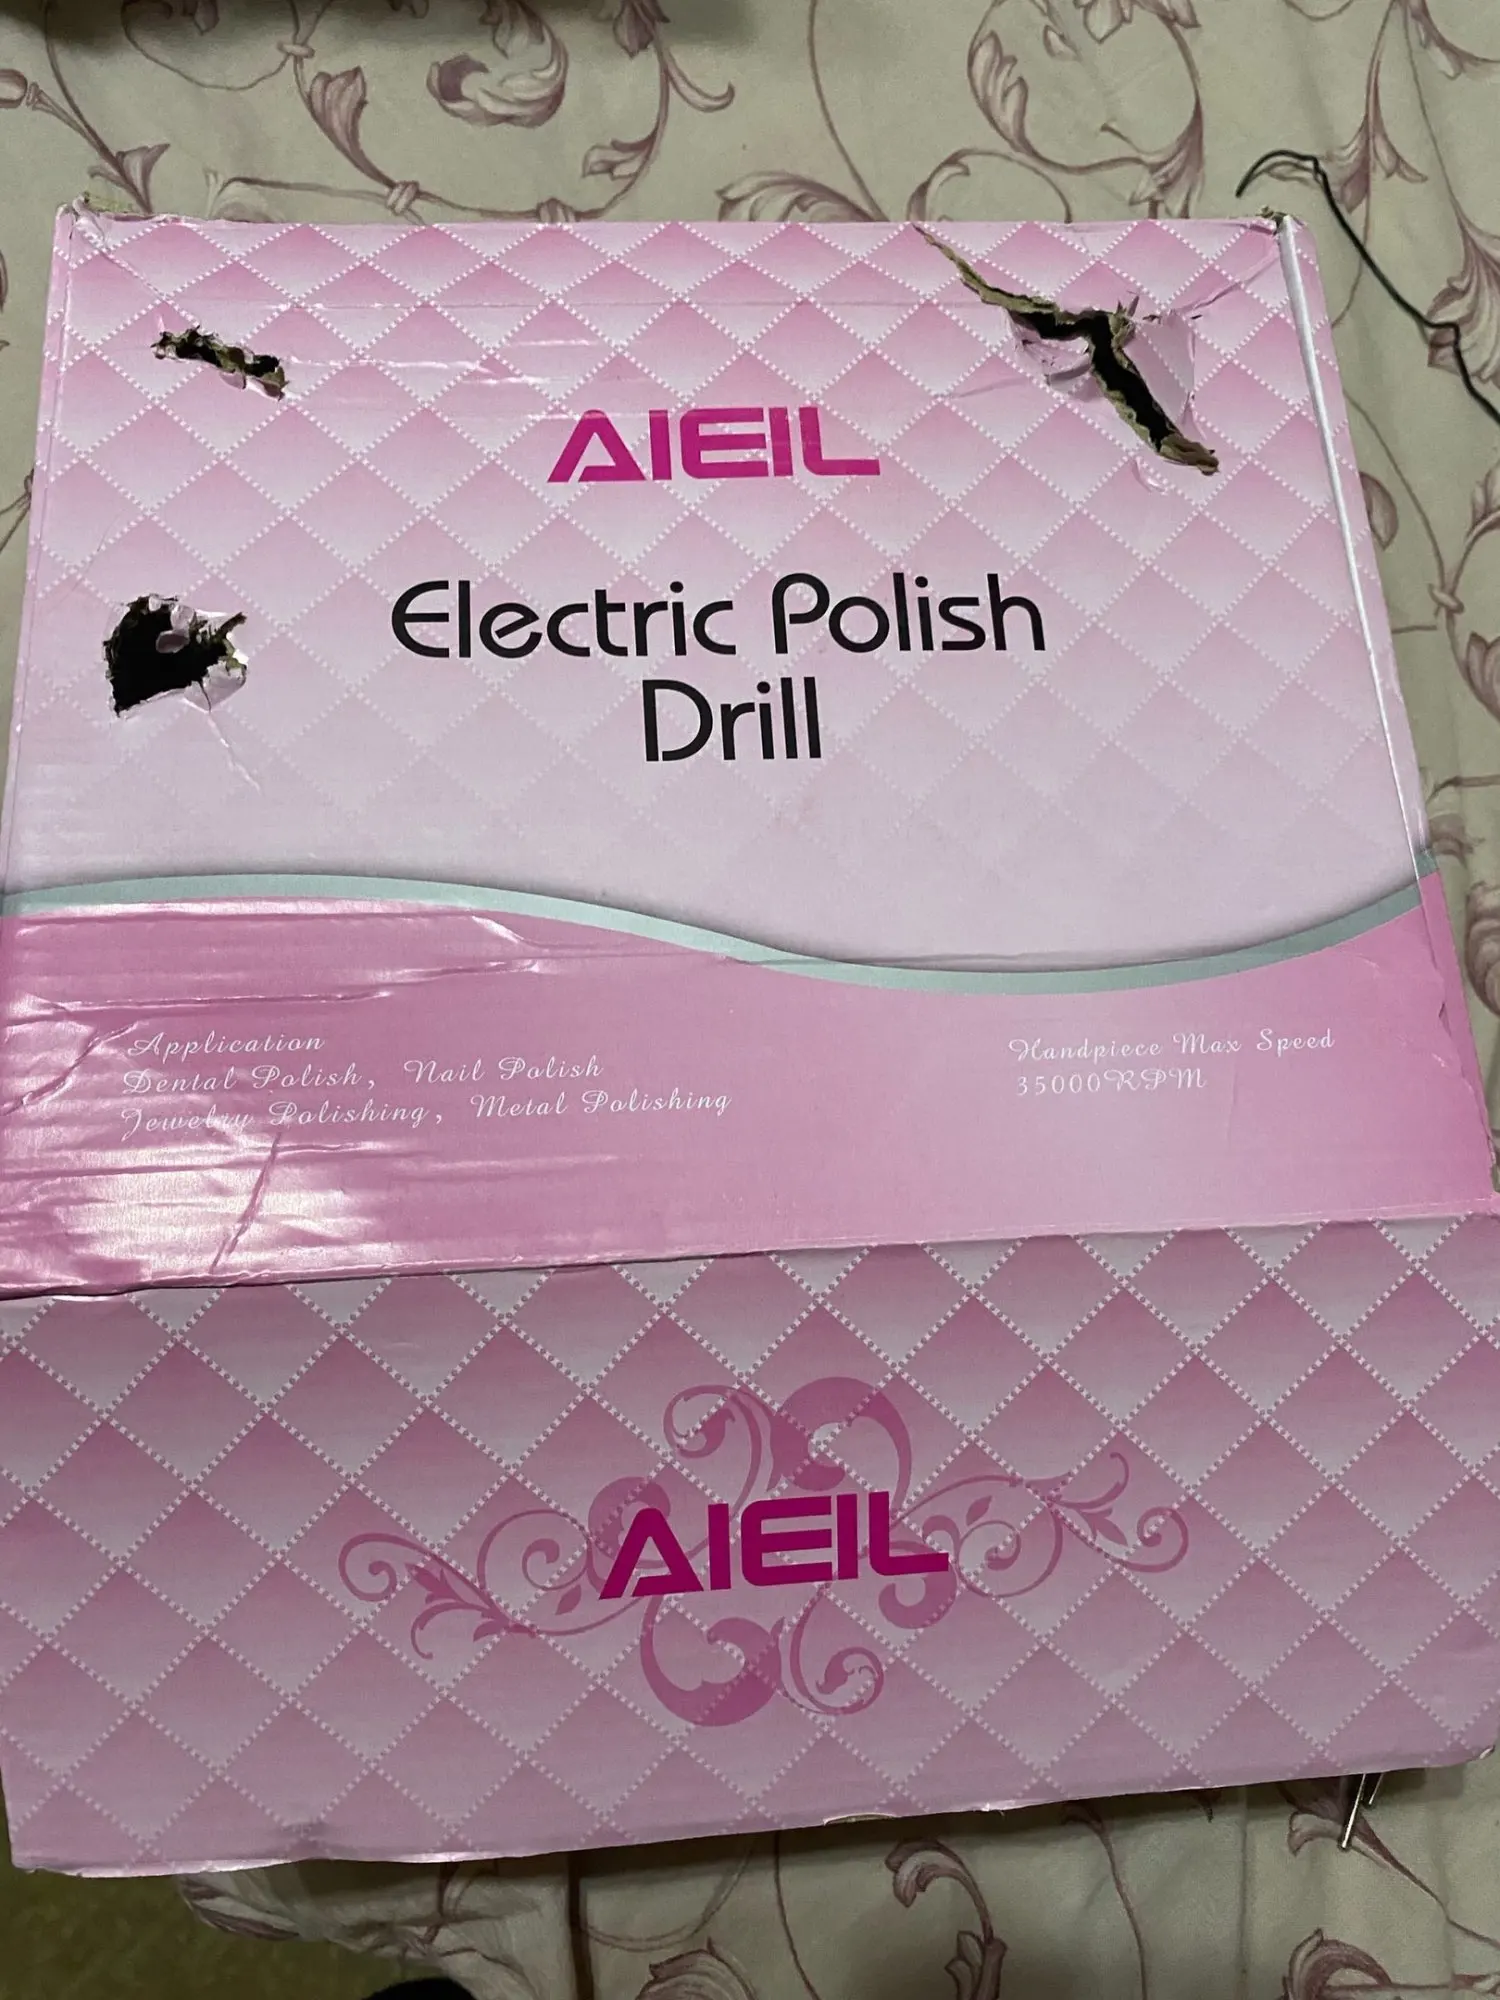 AIEIL
Electric Polish
Drill
Application
Dental Polish, Nail Polish
Jewelry Polishing, Metal Polishing
Handpiece Max Speed
35000RPM
AIEIL